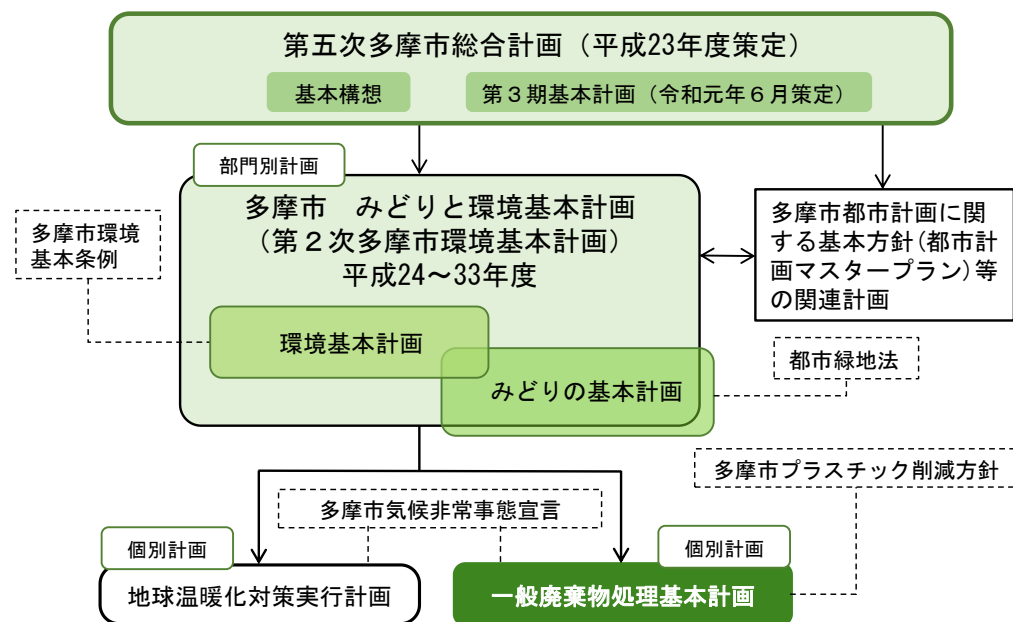 第五次多摩市総合計画（平成23年度策定）
基本構想
第３期基本計画（令和元年６月策定）
部門別計画
多摩市　みどりと環境基本計画
（第２次多摩市環境基本計画）
平成24～33年度
多摩市環境
基本条例
多摩市都市計画に関
する基本方針(都市計
画マスタープラン)等
の関連計画
環境基本計画
都市緑地法
みどりの基本計画
多摩市プラスチック削減方針
多摩市気候非常事態宣言
個別計画
地球温暖化対策実行計画
個別計画
一般廃棄物処理基本計画